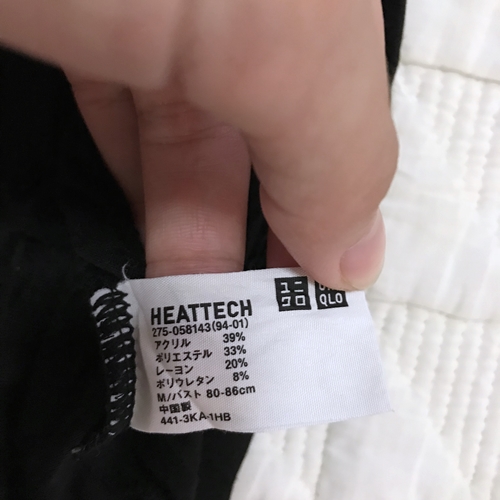 HEATTECH
ユニ
クロ
QLO
275-058143(94-01)
アクリル 39%
ポリエステル 33%
レーヨン 20%
ポリウレタン 8%
M/バスト 80-86cm
中国製
441-3KA-1HB